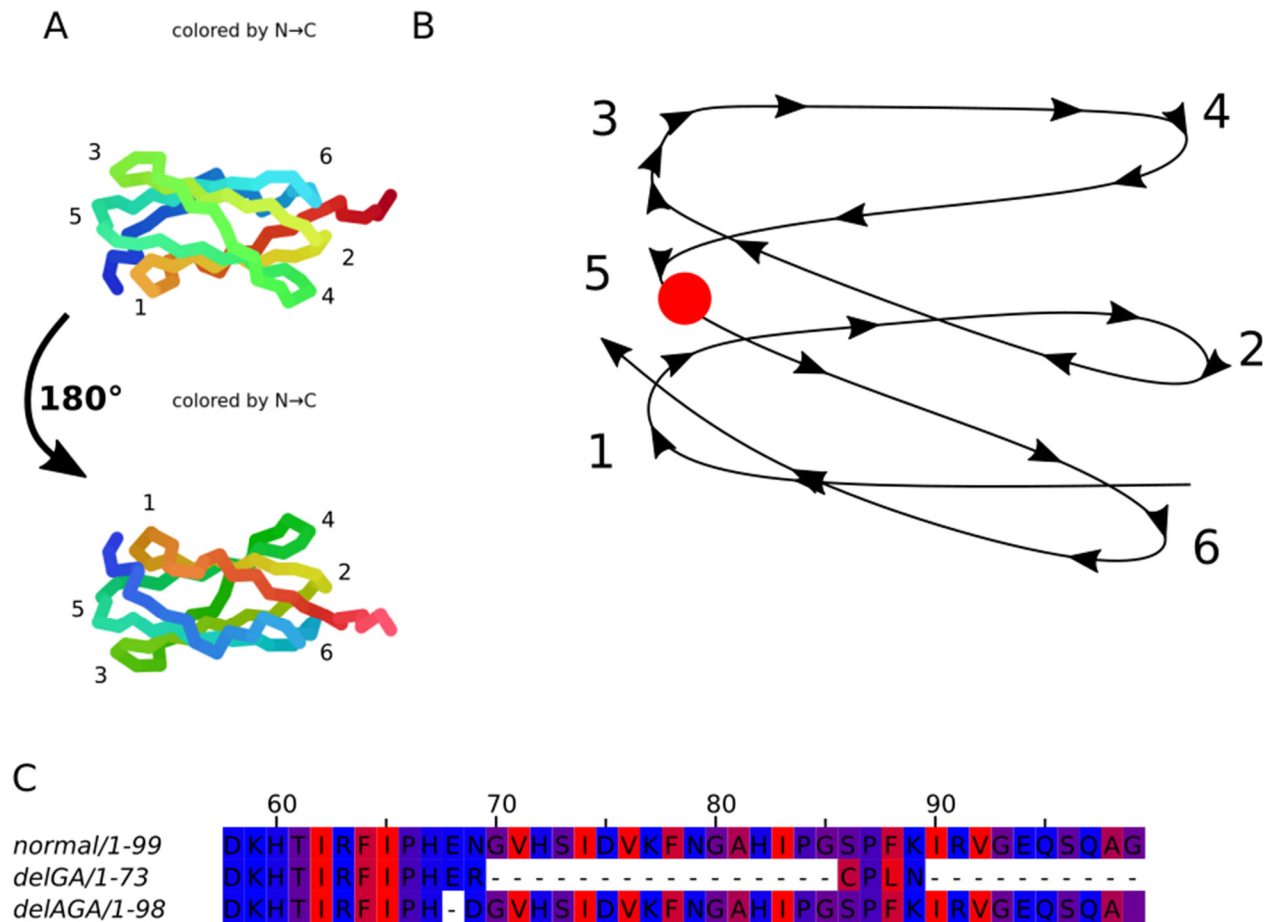 A
colored by N→C
B
3
6
5
2
1
4
180°
colored by N→C
1
4
2
5
6
3
3
4
5
2
1
6
C
60 70 80 90
normal/1-99 DKHTIRFIPHENGVHSIDVKFNGAHIPGSPFKIRVGEQSQAG
delGA/1-73 DKHTIRFIPHER----------------CPLN----------
delAGA/1-98 DKHTIRFIPH-DGVHSIDVKFNGAHIPGSPFKIRVGEQSQAG